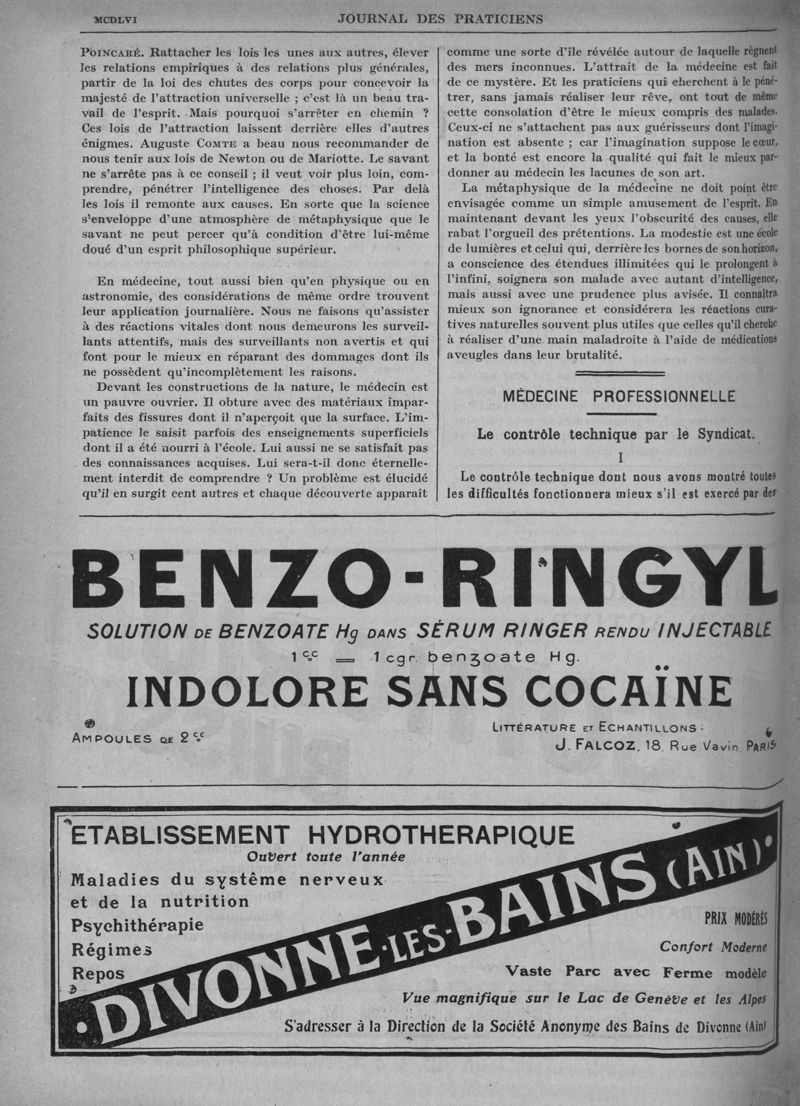 MCDLVI
JOURNAL DES PRATICIENS
POINCARÉ. Rattacher les lois les unes aux autres, élever
les relations empiriques à des relations plus générales,
partir de la loi des chutes des corps pour concevoir la
majesté de l'attraction universelle ; c'est là un beau tra-
vail de l'esprit. Mais pourquoi s'arrêter en chemin ?
Ces lois de l'attraction laissent derrière elles d'autres
énigmes. Auguste COMTE a beau nous recommander de
nous tenir aux lois de Newton ou de Mariotte. Le savant
ne s'arrête pas à ce conseil ; il veut voir plus loin, com-
prendre, pénétrer l'intelligence des choses. Par delà
les lois il remonte aux causes. En sorte que la science
s'enveloppe d'une atmosphère de métaphysique que le
savant ne peut percer qu'à condition d'être lui-même
doué d'un esprit philosophique supérieur.
En médecine, tout aussi bien qu'en physique ou en
astronomie, des considérations de même ordre trouvent
leur application journalière. Nous ne faisons qu'assister
à des réactions vitales dont nous demeurons les surveil-
lants attentifs, mais des surveillants non avertis et qui
font pour le mieux en réparant des dommages dont ils
ne possèdent qu'incomplètement les raisons.
Devant les constructions de la nature, le médecin est
un pauvre ouvrier. Il obture avec des matériaux impar-
faits des fissures dont il n'aperçoit que la surface. L'im-
patience le saisit parfois des enseignements superficiels
dont il a été nourri à l'école. Lui aussi ne se satisfait pas
des connaissances acquises. Lui sera-t-il donc éternelle-
ment interdit de comprendre ? Un problème est élucidé
qu'il en surgit cent autres et chaque découverte apparaît
comme une sorte d'île révélée autour de laquelle règnent
des mers inconnues. L'attrait de la médecine est fait
de ce mystère. Et les praticiens qui cherchent à le péné-
trer, sans jamais réaliser leur rêve, ont tout de même
cette consolation d'être le mieux compris des malades.
Ceux-ci ne s'attachent pas aux guérisseurs dont l'imagi-
nation est absente ; car l'imagination suppose le cœur,
et la bonté est encore la qualité qui fait le mieux par-
donner au médecin les lacunes de son art.
La métaphysique de la médecine ne doit point être
envisagée comme un simple amusement de l'esprit. En
maintenant devant les yeux l'obscurité des causes, elle
rabat l'orgueil des prétentions. La modestie est une école
de lumières et celui qui, derrière les bornes de son horizon,
a conscience des étendues illimitées qui le prolongent à
l'infini, soignera son malade avec autant d'intelligence,
mais aussi avec une prudence plus avisée. Il connaîtra
mieux son ignorance et considérera les réactions cura-
tives naturelles souvent plus utiles que celles qu'il cherche
à réaliser d'une main maladroite à l'aide de médications
aveugles dans leur brutalité.
MÉDECINE PROFESSIONNELLE
Le contrôle technique par le Syndicat.
I
Le contrôle technique dont nous avons montré toutes
les difficultés fonctionnera mieux s'il est exercé par des
BENZO-RINGYL
SOLUTION DE BENZOATE Hg DANS SÉRUM RINGER RENDU INJECTABLE
1 c.c = 1 cgr. benzoate Hg.
INDOLORE SANS COCAÏNE
AMPOULES DE 2 c.c
LITTÉRATURE ET ECHANTILLONS :
J. FALCOZ, 18, Rue Vavin, PARIS
ETABLISSEMENT HYDROTHERAPIQUE
Ouvert toute l'année
Maladies du système nerveux
et de la nutrition
Psychithérapie
Régimes
Repos
DIVONNE-LES-BAINS (AIN)
PRIX MODÉRÉS
Confort Moderne
Vaste Parc avec Ferme modèle
Vue magnifique sur le Lac de Genève et les Alpes
S'adresser à la Direction de la Société Anonyme des Bains de Divonne (Ain)